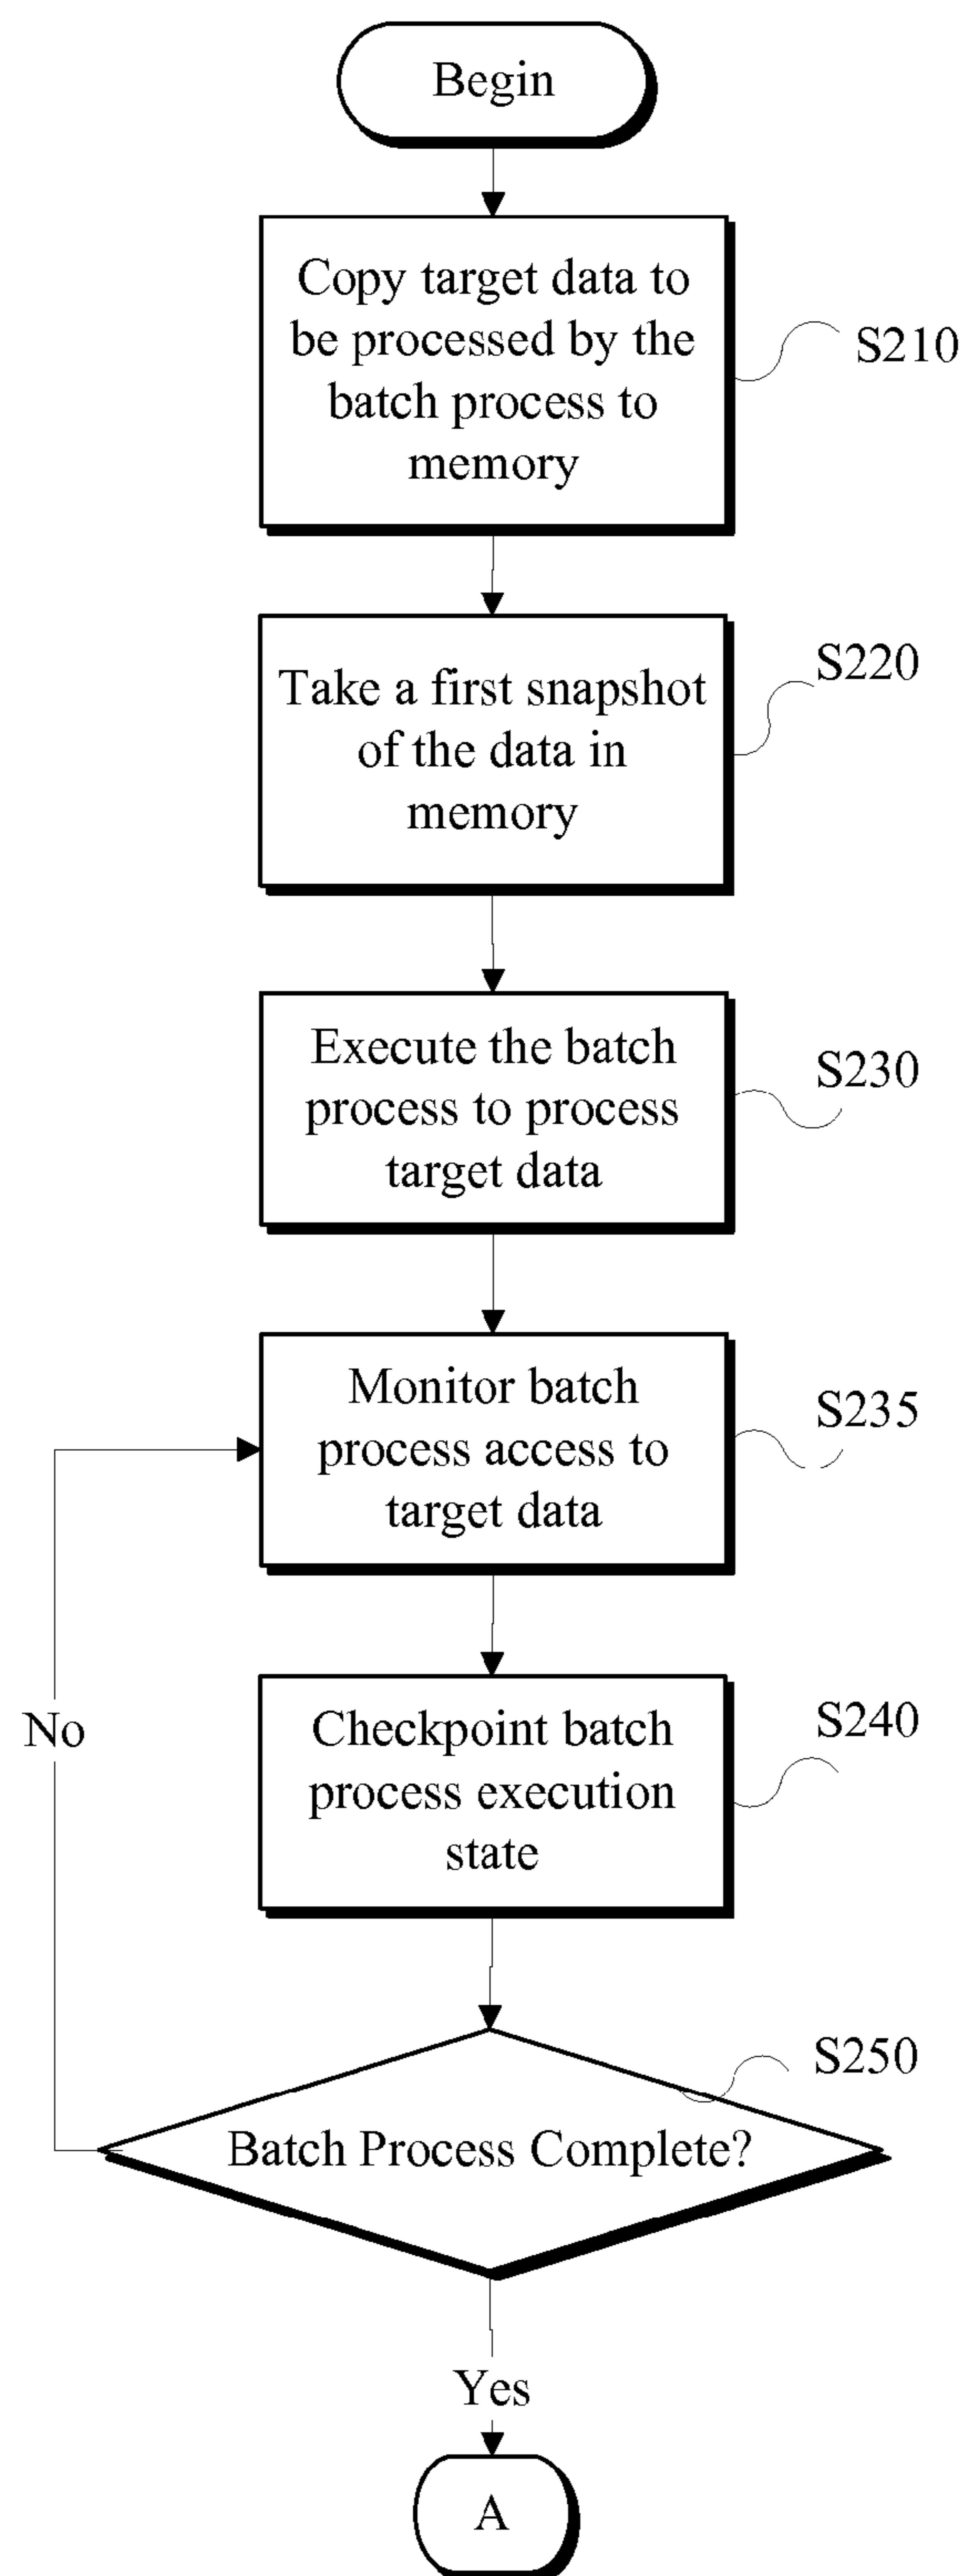 Begin
Copy target data to
be processed by the
batch process to
memory
S210
Take a first snapshot
of the data in
memory
S220
Execute the batch
process to process
target data
S230
Monitor batch
process access to
target data
S235
No
Checkpoint batch
process execution
state
S240
S250
Batch Process Complete?
Yes
A